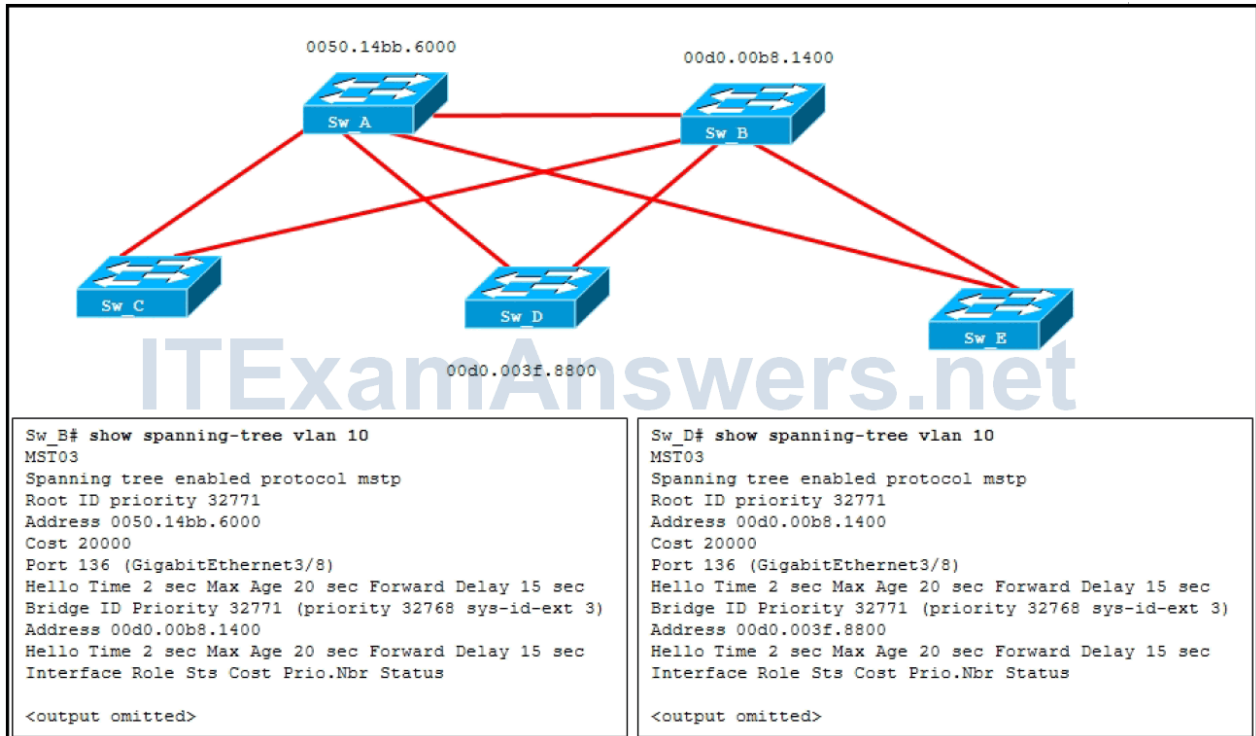 0050.14bb.6000
00d0.00b8.1400
Sw_A
Sw_B
Sw_C
Sw_D
Sw_E
00d0.003f.8800
ITExamAnswers.net
Sw_B# show spanning-tree vlan 10
MST03
Spanning tree enabled protocol mstp
Root ID priority 32771
Address 0050.14bb.6000
Cost 20000
Port 136 (GigabitEthernet3/8)
Hello Time 2 sec Max Age 20 sec Forward Delay 15 sec
Bridge ID Priority 32771 (priority 32768 sys-id-ext 3)
Address 00d0.00b8.1400
Hello Time 2 sec Max Age 20 sec Forward Delay 15 sec
Interface Role Sts Cost Prio.Nbr Status
<output omitted>
Sw_D# show spanning-tree vlan 10
MST03
Spanning tree enabled protocol mstp
Root ID priority 32771
Address 00d0.00b8.1400
Cost 20000
Port 136 (GigabitEthernet3/8)
Hello Time 2 sec Max Age 20 sec Forward Delay 15 sec
Bridge ID Priority 32771 (priority 32768 sys-id-ext 3)
Address 00d0.003f.8800
Hello Time 2 sec Max Age 20 sec Forward Delay 15 sec
Interface Role Sts Cost Prio.Nbr Status
<output omitted>